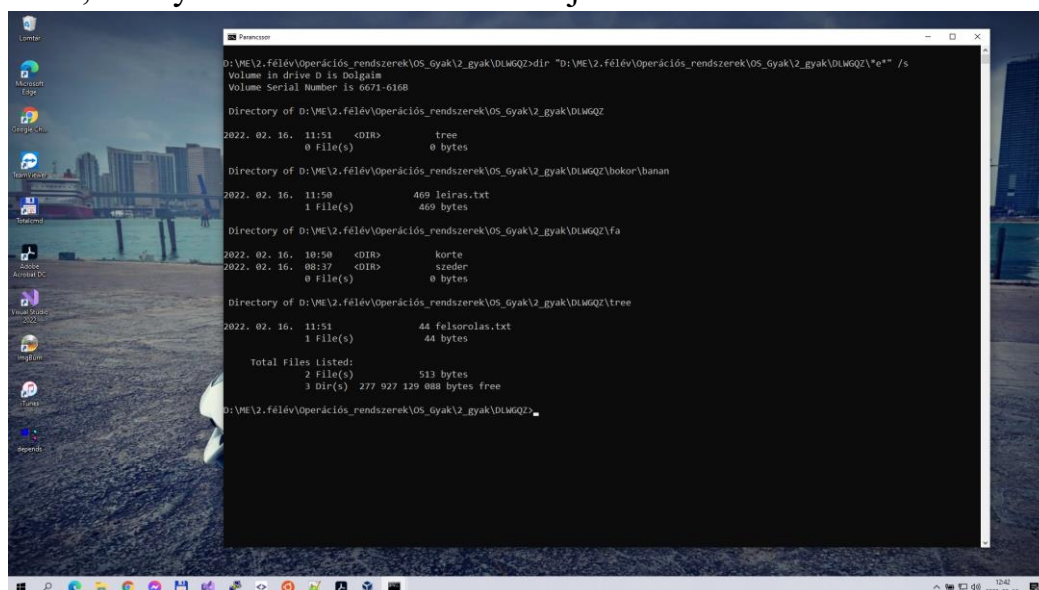 Lomtár
Microsoft
Edge
Google Ch...
TeamViewer
Totalcmd
Adobe
Acrobat DC
Visual Studio
2022
ImgBurn
iTunes
depends
Parancssor
D:\ME\2.félév\Operációs_rendszerek\OS_Gyak\2_gyak\DLWGQZ>dir "D:\ME\2.félév\Operációs_rendszerek\OS_Gyak\2_gyak\DLWGQZ\*e*" /s
Volume in drive D is Dolgaim
Volume Serial Number is 6671-616B
Directory of D:\ME\2.félév\Operációs_rendszerek\OS_Gyak\2_gyak\DLWGQZ
2022. 02. 16. 11:51 <DIR> tree
0 File(s) 0 bytes
Directory of D:\ME\2.félév\Operációs_rendszerek\OS_Gyak\2_gyak\DLWGQZ\bokor\banan
2022. 02. 16. 11:50 469 leiras.txt
1 File(s) 469 bytes
Directory of D:\ME\2.félév\Operációs_rendszerek\OS_Gyak\2_gyak\DLWGQZ\fa
2022. 02. 16. 10:50 <DIR> korte
2022. 02. 16. 08:37 <DIR> szeder
0 File(s) 0 bytes
Directory of D:\ME\2.félév\Operációs_rendszerek\OS_Gyak\2_gyak\DLWGQZ\tree
2022. 02. 16. 11:51 44 felsorolas.txt
1 File(s) 44 bytes
Total Files Listed:
2 File(s) 513 bytes
3 Dir(s) 277 927 129 088 bytes free
D:\ME\2.félév\Operációs_rendszerek\OS_Gyak\2_gyak\DLWGQZ>
12:42